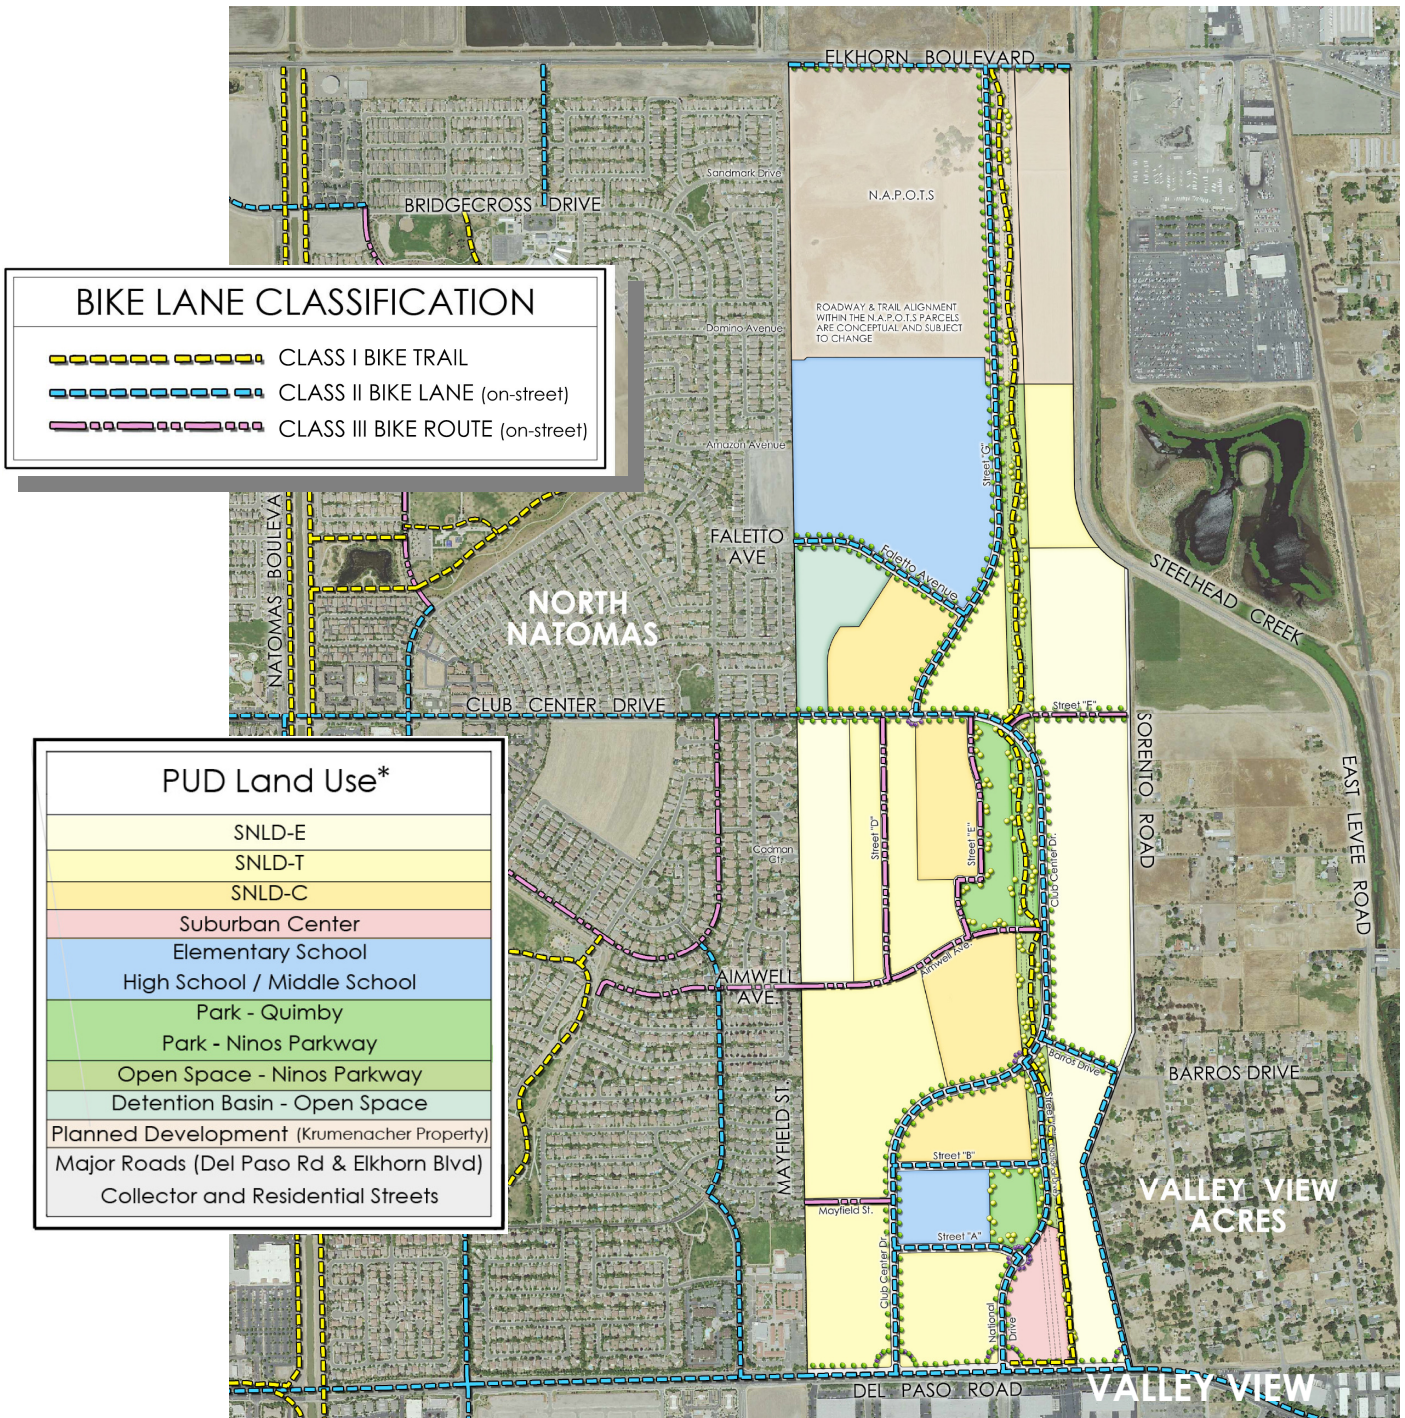 ELKHORN BOULEVARD
Sandmark Drive
N.A.P.O.T.S
BRIDGECROSS DRIVE
BIKE LANE CLASSIFICATION
CLASS I BIKE TRAIL
CLASS II BIKE LANE (on-street)
CLASS III BIKE ROUTE (on-street)
ROADWAY & TRAIL ALIGNMENT
WITHIN THE N.A.P.O.T.S PARCELS
ARE CONCEPTUAL AND SUBJECT
TO CHANGE
Domino Avenue
Amazon Avenue
Street "G"
NATOMAS BOULEVA
FALETTO
AVE
Faletto Avenue
STEELHEAD CREEK
NORTH
NATOMAS
CLUB CENTER DRIVE
Street "F"
SORENTO ROAD
EAST LEVEE ROAD
PUD Land Use*
SNLD-E
SNLD-T
SNLD-C
Suburban Center
Elementary School
High School / Middle School
Park - Quimby
Park - Ninos Parkway
Open Space - Ninos Parkway
Detention Basin - Open Space
Planned Development (Krumenacher Property)
Major Roads (Del Paso Rd & Elkhorn Blvd)
Collector and Residential Streets
Street "D"
Street "E"
Club Center Dr.
Aimwell Ave.
AIMWELL
AVE.
MAYFIELD ST.
Barros Drive
BARROS DRIVE
Street "B"
Mayfield St.
Street "A"
Club Center Dr.
National
Drive
VALLEY VIEW
ACRES
DEL PASO ROAD
VALLEY VIEW